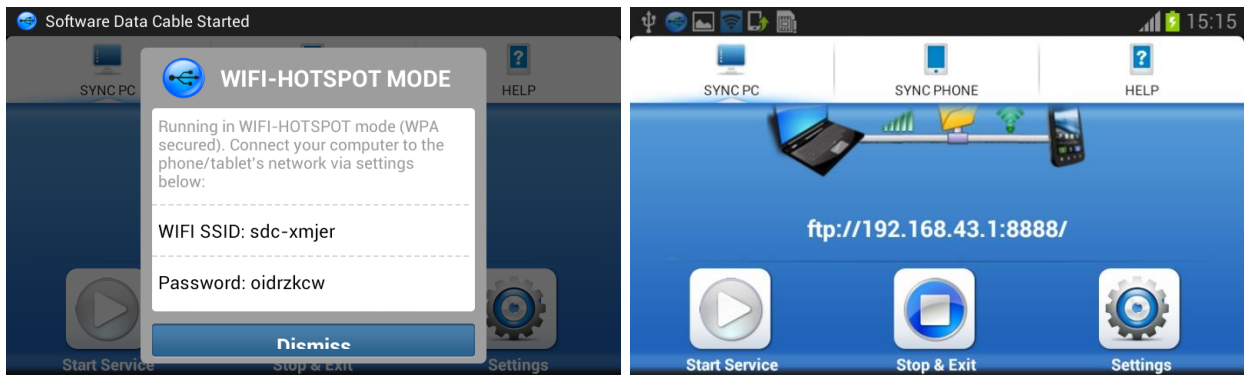 Software Data Cable Started
SYNC PC
HELP
WIFI-HOTSPOT MODE
Running in WIFI-HOTSPOT mode (WPA
secured). Connect your computer to the
phone/tablet's network via settings
below:
WIFI SSID: sdc-xmjer
Password: oidrzkcw
Dismiss
Start Service
Stop & Exit
Settings
15:15
SYNC PC
SYNC PHONE
HELP
ftp://192.168.43.1:8888/
Start Service
Stop & Exit
Settings